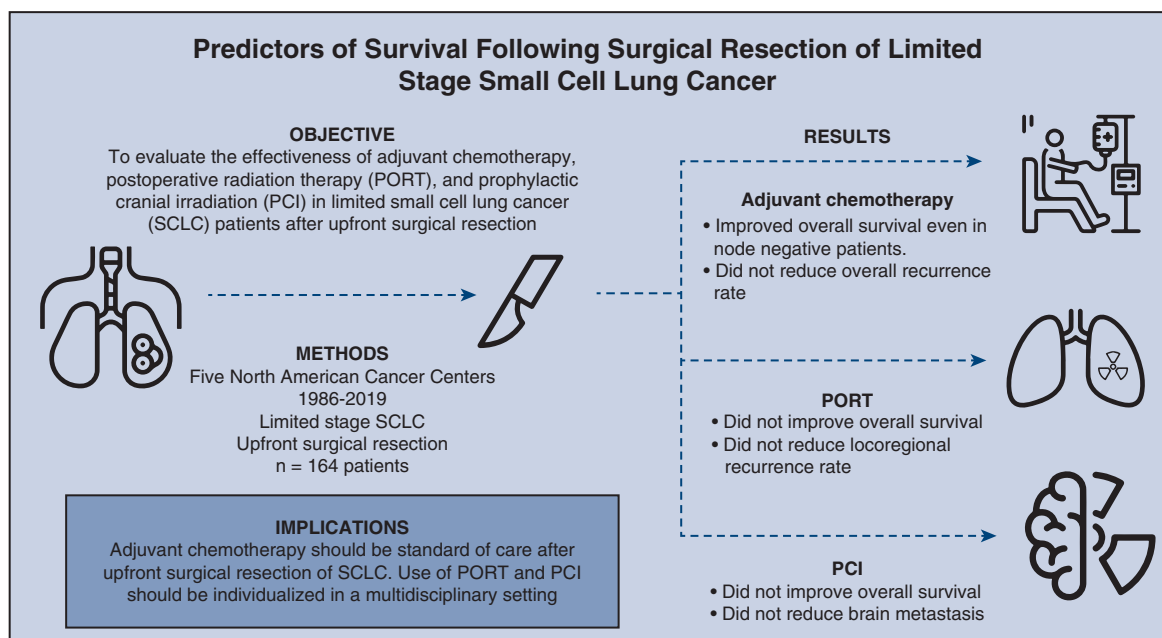 Predictors of Survival Following Surgical Resection of Limited
Stage Small Cell Lung Cancer
OBJECTIVE
To evaluate the effectiveness of adjuvant chemotherapy,
postoperative radiation therapy (PORT), and prophylactic
cranial irradiation (PCI) in limited small cell lung cancer
(SCLC) patients after upfront surgical resection
METHODS
Five North American Cancer Centers
1986-2019
Limited stage SCLC
Upfront surgical resection
n = 164 patients
IMPLICATIONS
Adjuvant chemotherapy should be standard of care after
upfront surgical resection of SCLC. Use of PORT and PCI
should be individualized in a multidisciplinary setting
RESULTS
Adjuvant chemotherapy
• Improved overall survival even in
node negative patients.
• Did not reduce overall recurrence
rate
PORT
• Did not improve overall survival
• Did not reduce locoregional
recurrence rate
PCI
• Did not improve overall survival
• Did not reduce brain metastasis